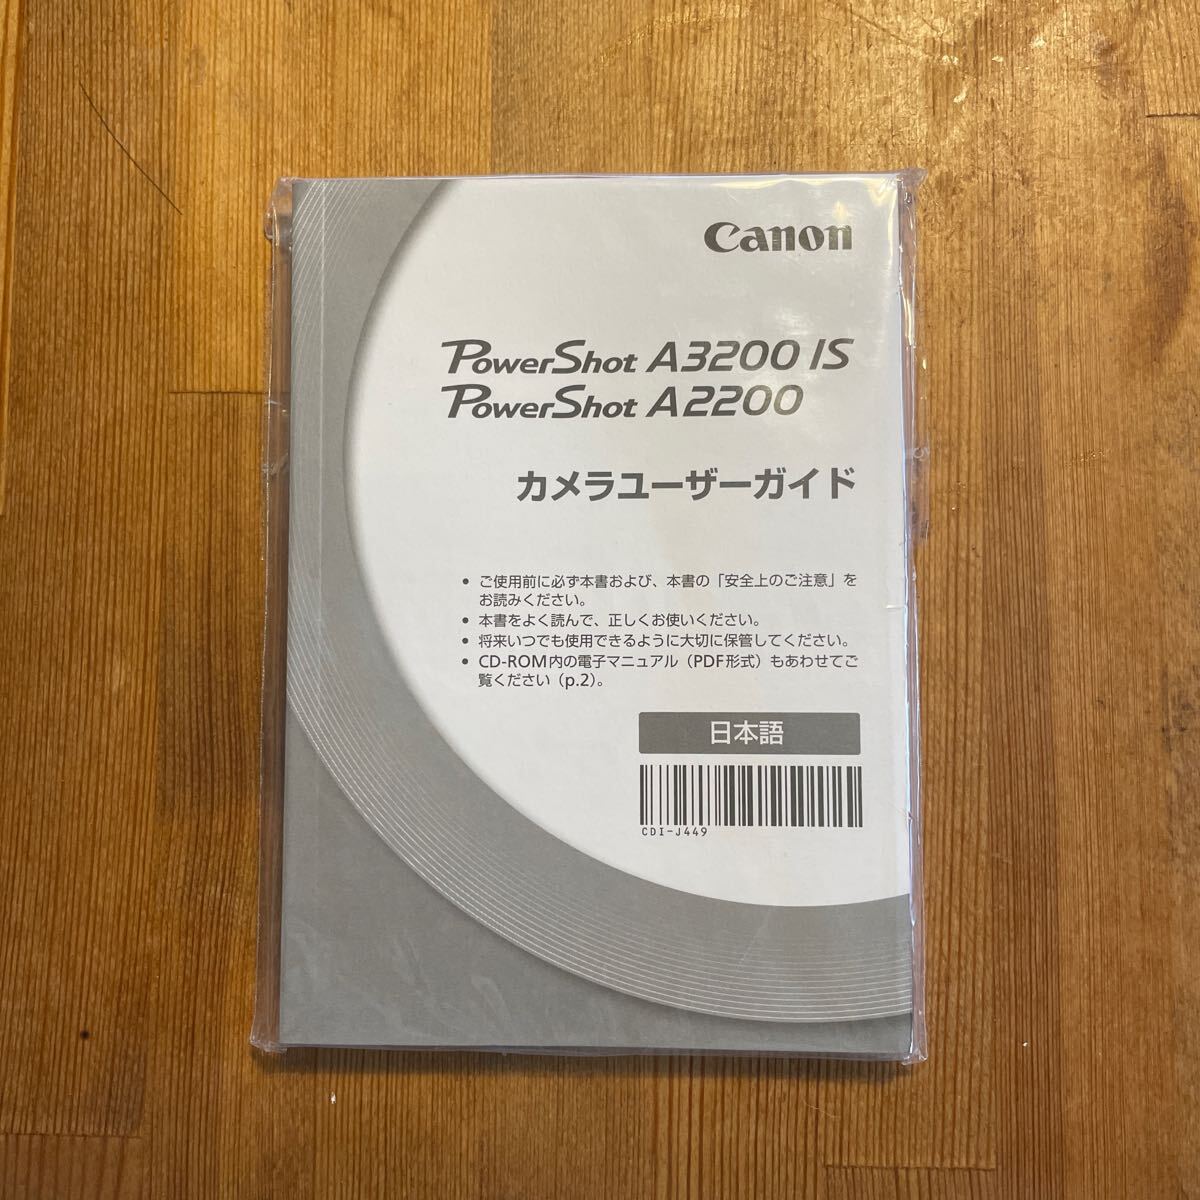 Canon
PowerShot A3200 IS
PowerShot A2200
カメラユーザーガイド
• ご使用前に必ず本書および、本書の「安全上のご注意」を
お読みください。
• 本書をよく読んで、正しくお使いください。
• 将来いつでも使用できるように大切に保管してください。
• CD-ROM内の電子マニュアル（PDF形式）もあわせてご
覧ください（p.2）。
日本語
CDI-J449